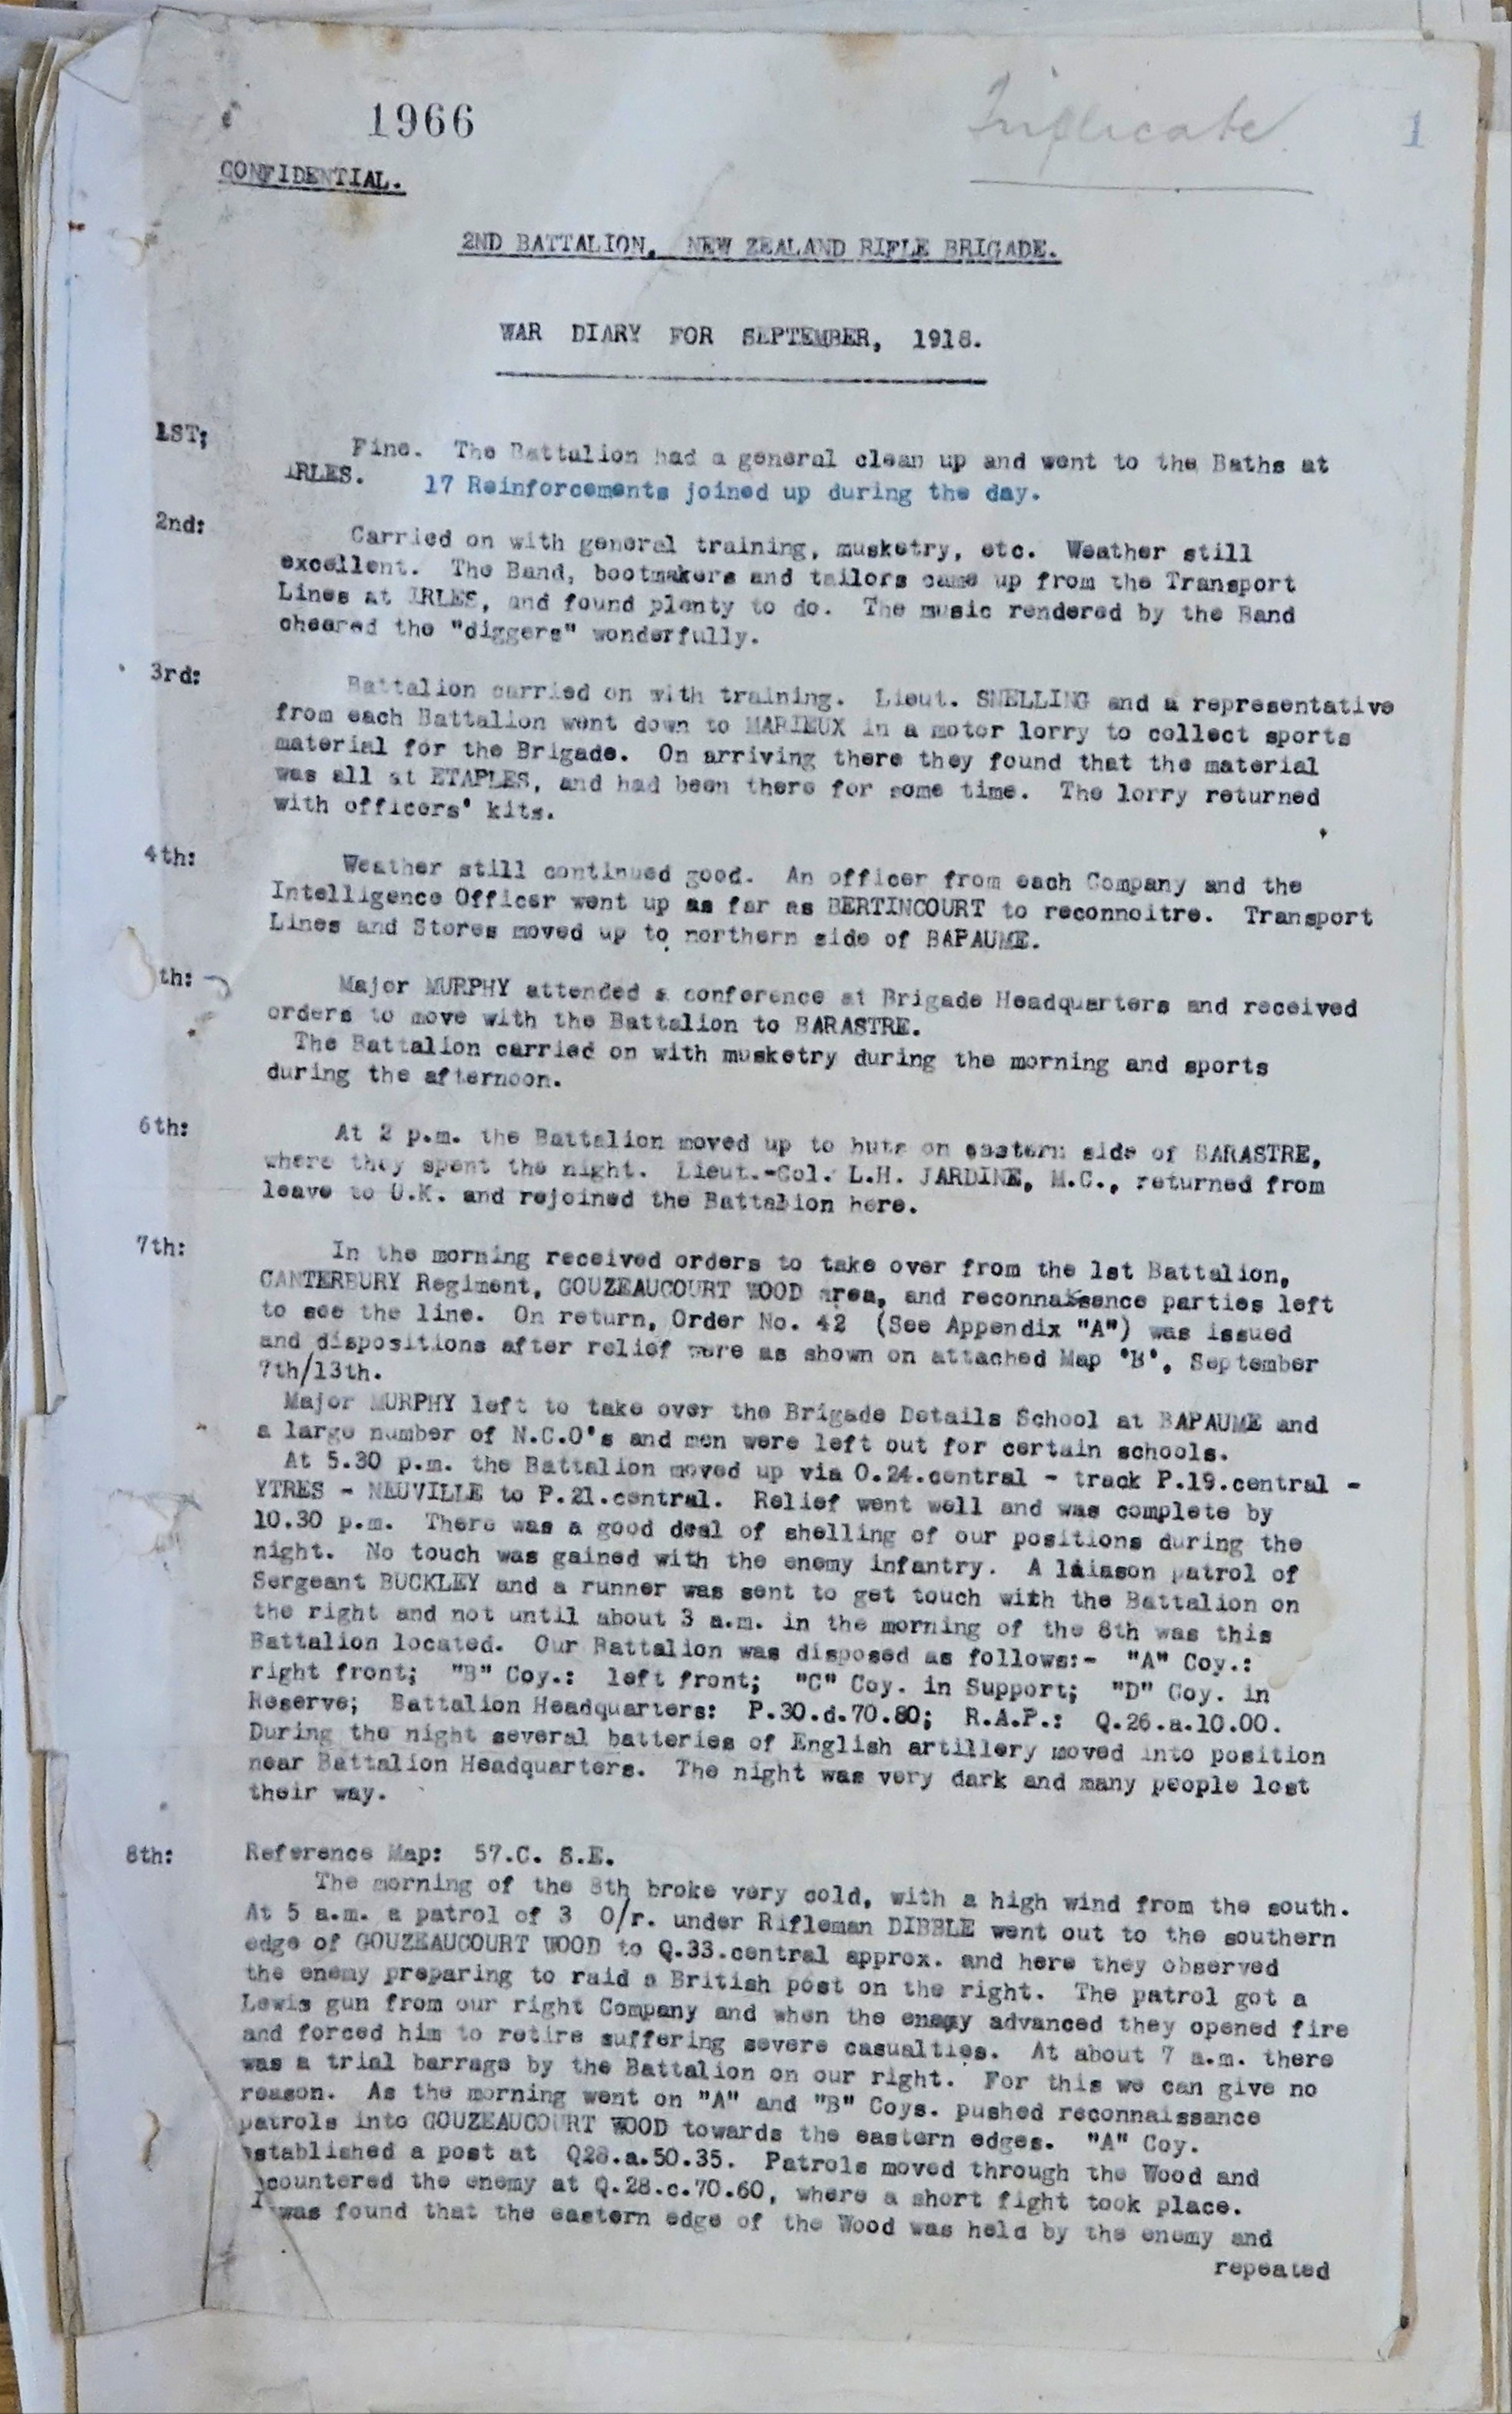 1966
Triplicate
1
CONFIDENTIAL.
2ND BATTALION, NEW ZEALAND RIFLE BRIGADE.
WAR DIARY FOR SEPTEMBER, 1918.
1ST; Fine. The Battalion had a general clean up and went to the Baths at
IRLES. 17 Reinforcements joined up during the day.
2nd: Carried on with general training, musketry, etc. Weather still
excellent. The Band, bootmakers and tailors came up from the Transport
Lines at IRLES, and found plenty to do. The music rendered by the Band
cheered the "diggers" wonderfully.
3rd: Battalion carried on with training. Lieut. SNELLING and a representative
from each Battalion went down to MARIEUX in a motor lorry to collect sports
material for the Brigade. On arriving there they found that the material
was all at ETAPLES, and had been there for some time. The lorry returned
with officers' kits.
4th: Weather still continued good. An officer from each Company and the
Intelligence Officer went up as far as BERTINCOURT to reconnoitre. Transport
Lines and Stores moved up to northern side of BAPAUME.
th: Major MURPHY attended a conference at Brigade Headquarters and received
orders to move with the Battalion to BARASTRE.
The Battalion carried on with musketry during the morning and sports
during the afternoon.
6th: At 2 p.m. the Battalion moved up to huts on eastern side of BARASTRE,
where they spent the night. Lieut.-Col. L.H. JARDINE, M.C., returned from
leave to U.K. and rejoined the Battalion here.
7th: In the morning received orders to take over from the 1st Battalion,
CANTERBURY Regiment, GOUZEAUCOURT WOOD area, and reconnaissance parties left
to see the line. On return, Order No. 42 (See Appendix "A") was issued
and dispositions after relief were as shown on attached Map 'B', September
7th/13th.
Major MURPHY left to take over the Brigade Details School at BAPAUME and
a large number of N.C.O's and men were left out for certain schools.
At 5.30 p.m. the Battalion moved up via O.24.central - track P.19.central -
YTRES - NEUVILLE to P.21.central. Relief went well and was complete by
10.30 p.m. There was a good deal of shelling of our positions during the
night. No touch was gained with the enemy infantry. A liaison patrol of
Sergeant BUCKLEY and a runner was sent to get touch with the Battalion on
the right and not until about 3 a.m. in the morning of the 8th was this
Battalion located. Our Battalion was disposed as follows:- "A" Coy.:
right front; "B" Coy.: left front; "C" Coy. in Support; "D" Coy. in
Reserve; Battalion Headquarters: P.30.d.70.80; R.A.P.: Q.26.a.10.00.
During the night several batteries of English artillery moved into position
near Battalion Headquarters. The night was very dark and many people lost
their way.
8th: Reference Map: 57.C. S.E.
The morning of the 8th broke very cold, with a high wind from the south.
At 5 a.m. a patrol of 3 O/r. under Rifleman DIBBLE went out to the southern
edge of GOUZEAUCOURT WOOD to Q.33.central approx. and here they observed
the enemy preparing to raid a British post on the right. The patrol got a
Lewis gun from our right Company and when the enemy advanced they opened fire
and forced him to retire suffering severe casualties. At about 7 a.m. there
was a trial barrage by the Battalion on our right. For this we can give no
reason. As the morning went on "A" and "B" Coys. pushed reconnaissance
patrols into GOUZEAUCOURT WOOD towards the eastern edges. "A" Coy.
established a post at Q28.a.50.35. Patrols moved through the Wood and
countered the enemy at Q.28.c.70.60, where a short fight took place.
I was found that the eastern edge of the Wood was held by the enemy and
repeated